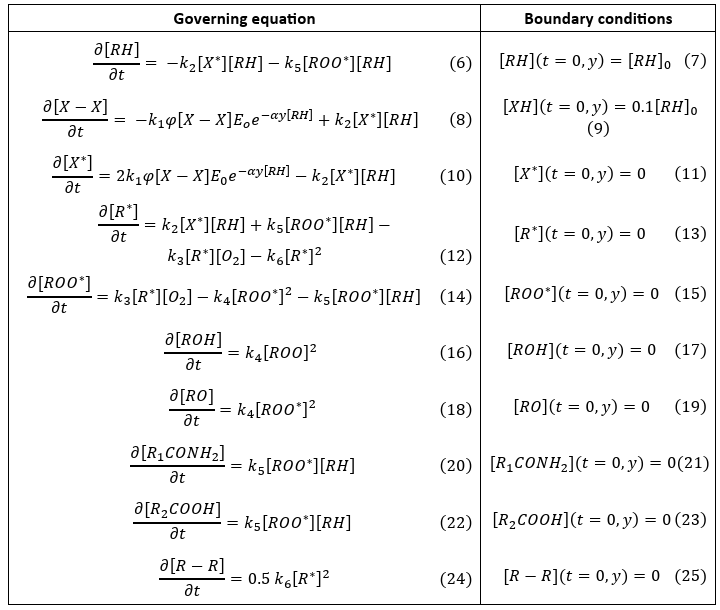 Governing equation	Boundary conditions
∂[RH]/∂t = −k₂[X*][RH] − k₅[ROO*][RH] (6)	[RH](t = 0, y) = [RH]₀ (7)
∂[X − X]/∂t = −k₁φ[X − X]Eₒe^(−αy[RH]) + k₂[X*][RH] (8)	[XH](t = 0, y) = 0.1[RH]₀
(9)
∂[X*]/∂t = 2k₁φ[X − X]E₀e^(−αy[RH]) − k₂[X*][RH] (10)	[X*](t = 0, y) = 0 (11)
∂[R*]/∂t = k₂[X*][RH] + k₅[ROO*][RH] −
k₃[R*][O₂] − k₆[R*]² (12)	[R*](t = 0, y) = 0 (13)
∂[ROO*]/∂t = k₃[R*][O₂] − k₄[ROO*]² − k₅[ROO*][RH] (14)	[ROO*](t = 0, y) = 0 (15)
∂[ROH]/∂t = k₄[ROO]² (16)	[ROH](t = 0, y) = 0 (17)
∂[RO]/∂t = k₄[ROO*]² (18)	[RO](t = 0, y) = 0 (19)
∂[R₁CONH₂]/∂t = k₅[ROO*][RH] (20)	[R₁CONH₂](t = 0, y) = 0(21)
∂[R₂COOH]/∂t = k₅[ROO*][RH] (22)	[R₂COOH](t = 0, y) = 0 (23)
∂[R − R]/∂t = 0.5 k₆[R*]² (24)	[R − R](t = 0, y) = 0 (25)